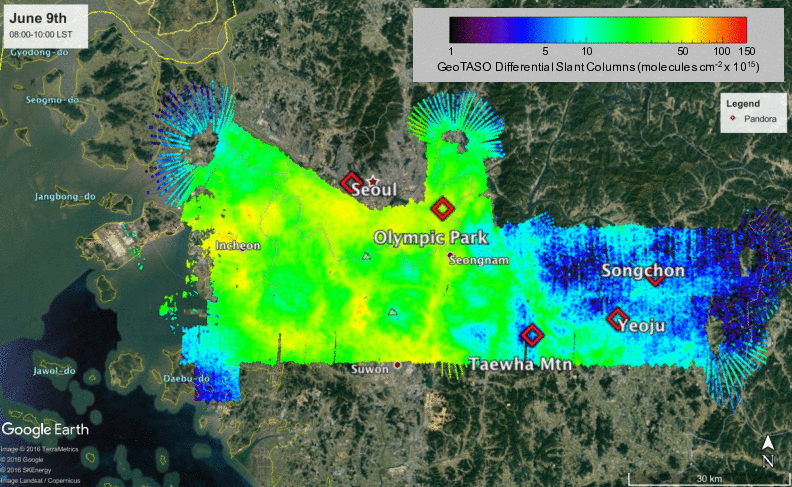 June 9th
08:00-10:00 LST
Gyodong-do
Seogmo-do
Jangbong-do
Jawol-do
Daebu-do
1 5 10 50 100 150
GeoTASO Differential Slant Columns (molecules cm-2 x 1015)
Legend
Pandora
Seoul
Olympic Park
Incheon
Seongnam
Songchon
Yeoju
Taewha Mtn
Suwon
Google Earth
Image © 2016 TerraMetrics
© 2016 Google
© 2016 SKEnergy
Image Landsat / Copernicus
N
30 km